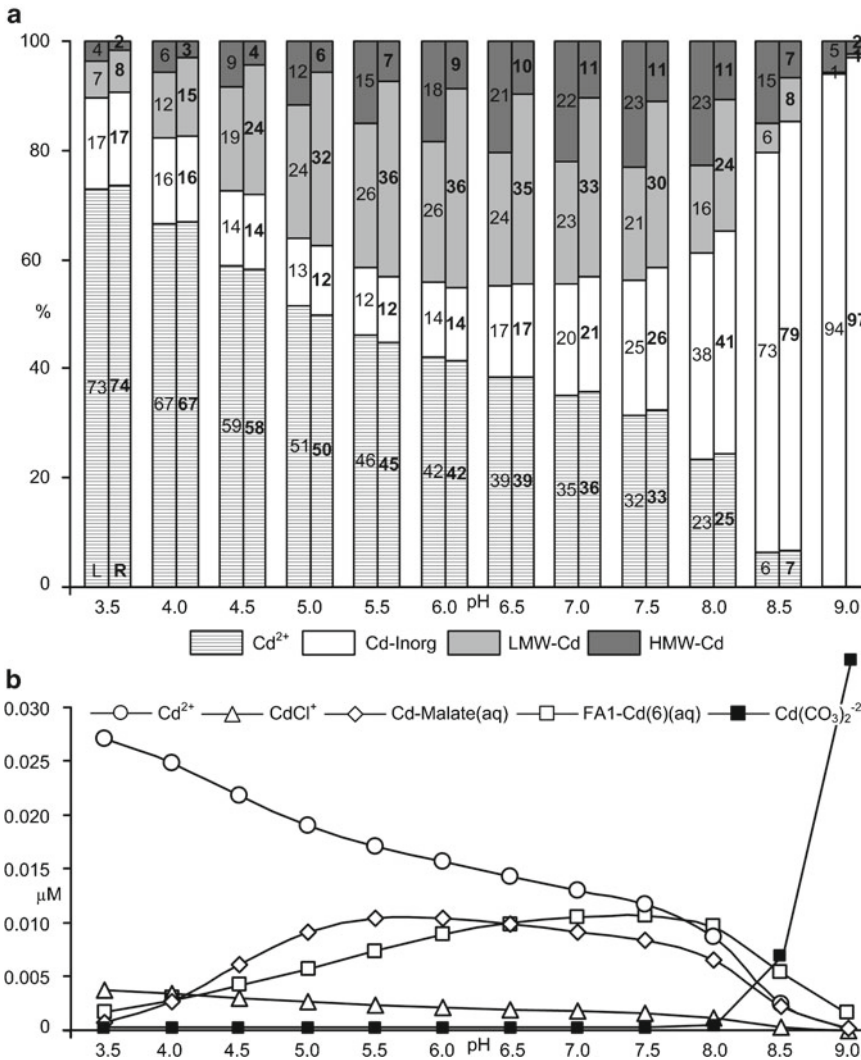 a
100
80
60
%
40
20
0
4 2 6 3 9 4 12 6 15 7 18 9 21 10 22 11 23 11 23 11 15 7 5 2
7 8 12 15 19 24 24 32 26 36 26 36 24 35 23 33 21 30 16 24 6 8 1
17 17 16 16 14 14 13 12 12 12 14 14 17 17 20 21 25 26 38 41 73 79 94 97
73 74 67 67 59 58 51 50 46 45 42 42 39 39 35 36 32 33 23 25 6 7
L R
3.5 4.0 4.5 5.0 5.5 6.0 pH 6.5 7.0 7.5 8.0 8.5 9.0
Cd²⁺ Cd-Inorg LMW-Cd HMW-Cd
b
0.030
Cd²⁺ CdCl⁺ Cd-Malate(aq) FA1-Cd(6)(aq) Cd(CO₃)₂⁻²
0.025
0.020
0.015
µM
0.010
0.005
0
3.5 4.0 4.5 5.0 5.5 6.0 pH 6.5 7.0 7.5 8.0 8.5 9.0